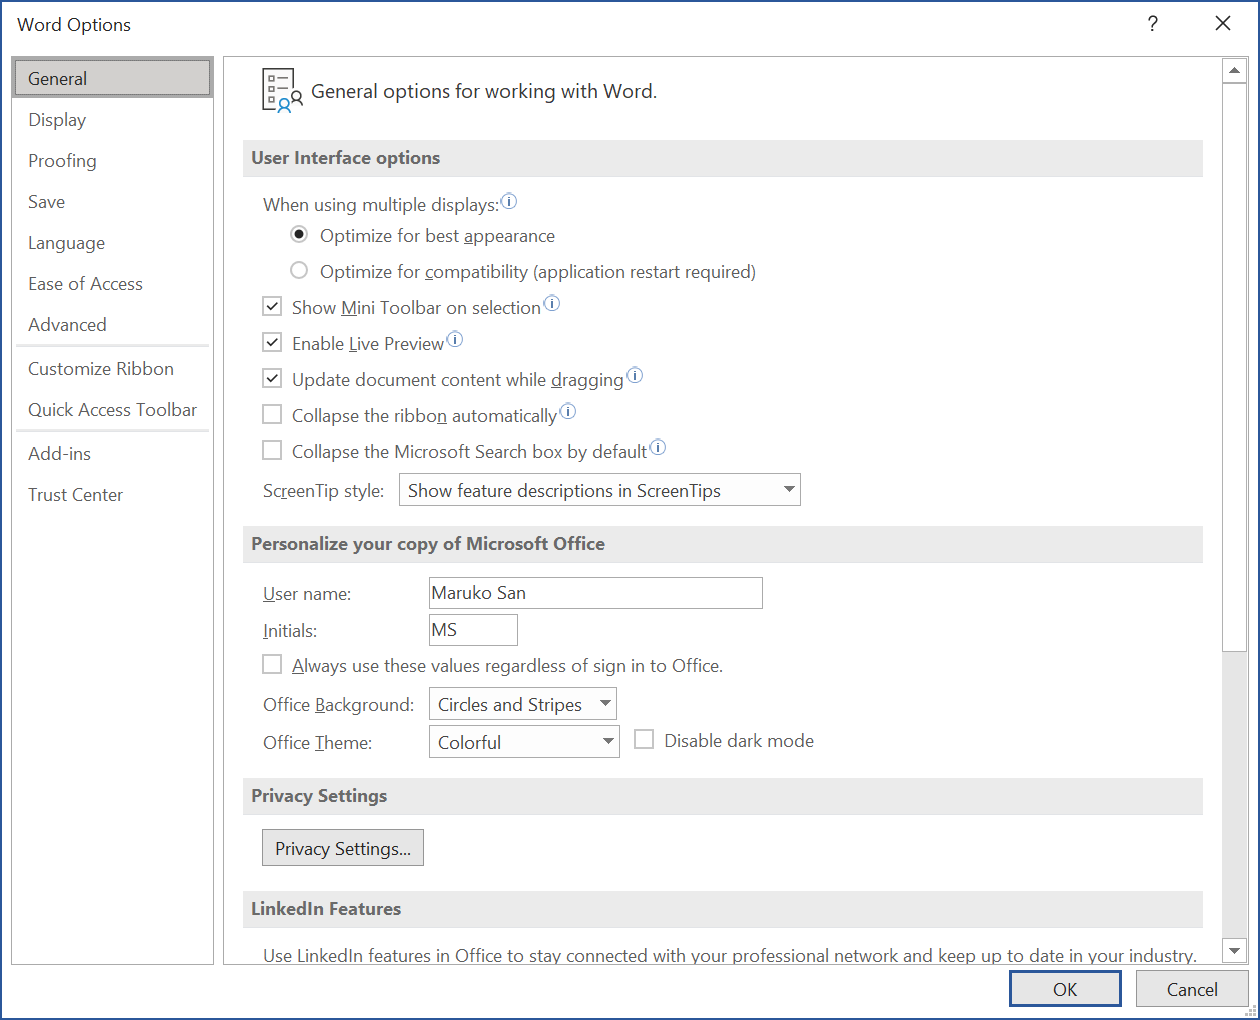 Word Options
?
General
Display
Proofing
Save
Language
Ease of Access
Advanced
Customize Ribbon
Quick Access Toolbar
Add-ins
Trust Center
General options for working with Word.
User Interface options
When using multiple displays:
Optimize for best appearance
Optimize for compatibility (application restart required)
Show Mini Toolbar on selection
Enable Live Preview
Update document content while dragging
Collapse the ribbon automatically
Collapse the Microsoft Search box by default
ScreenTip style: Show feature descriptions in ScreenTips
Personalize your copy of Microsoft Office
User name: Maruko San
Initials: MS
Always use these values regardless of sign in to Office.
Office Background: Circles and Stripes
Office Theme: Colorful Disable dark mode
Privacy Settings
Privacy Settings...
LinkedIn Features
Use LinkedIn features in Office to stay connected with your professional network and keep up to date in your industry.
OK Cancel